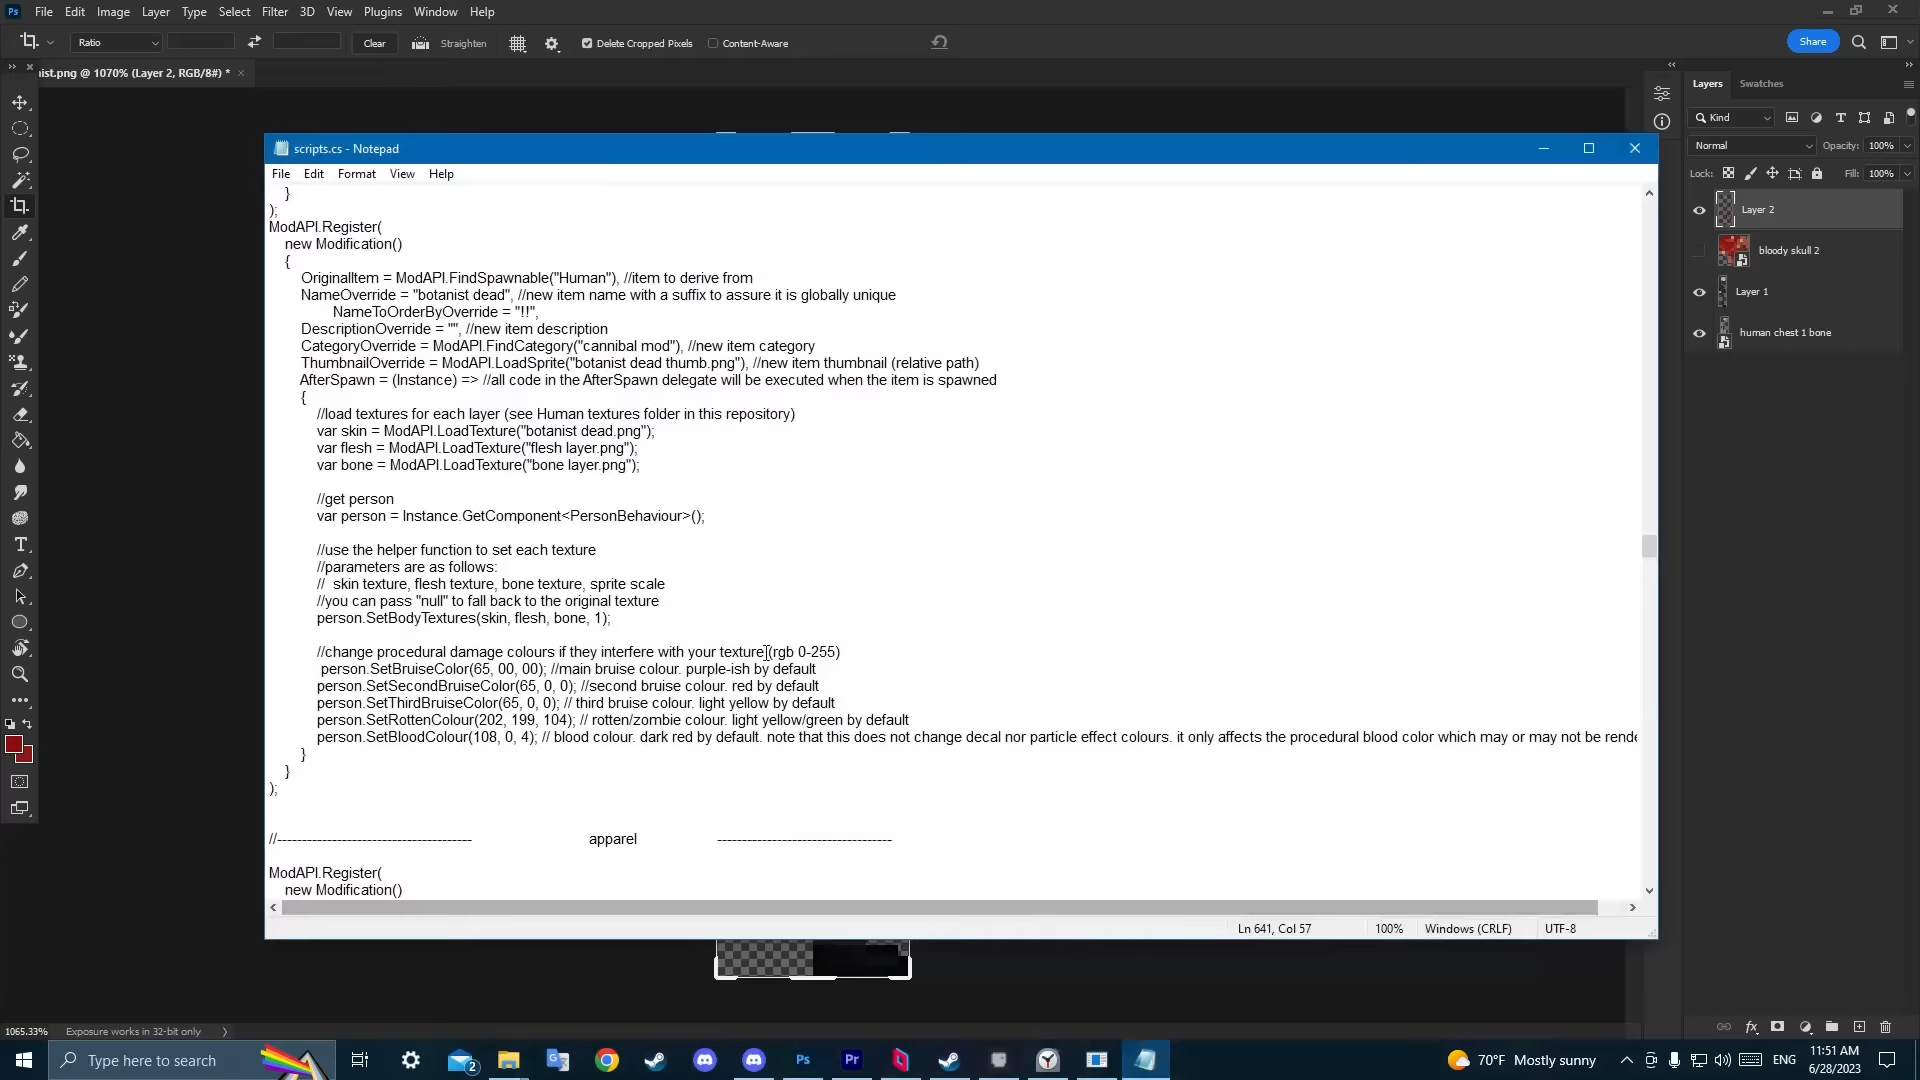 File Edit Image Layer Type Select Filter 3D View Plugins Window Help
Ratio Clear Straighten Delete Cropped Pixels Content-Aware Share
ist.png @ 1070% (Layer 2, RGB/8#) *
Layers Swatches
Kind
Normal Opacity: 100%
Lock: Fill: 100%
Layer 2
bloody skull 2
Layer 1
human chest 1 bone
scripts.cs - Notepad
File Edit Format View Help
}
);
ModAPI.Register(
new Modification()
{
OriginalItem = ModAPI.FindSpawnable("Human"), //item to derive from
NameOverride = "botanist dead", //new item name with a suffix to assure it is globally unique
NameToOrderByOverride = "!!",
DescriptionOverride = "", //new item description
CategoryOverride = ModAPI.FindCategory("cannibal mod"), //new item category
ThumbnailOverride = ModAPI.LoadSprite("botanist dead thumb.png"), //new item thumbnail (relative path)
AfterSpawn = (Instance) => //all code in the AfterSpawn delegate will be executed when the item is spawned
{
//load textures for each layer (see Human textures folder in this repository)
var skin = ModAPI.LoadTexture("botanist dead.png");
var flesh = ModAPI.LoadTexture("flesh layer.png");
var bone = ModAPI.LoadTexture("bone layer.png");
//get person
var person = Instance.GetComponent<PersonBehaviour>();
//use the helper function to set each texture
//parameters are as follows:
// skin texture, flesh texture, bone texture, sprite scale
//you can pass "null" to fall back to the original texture
person.SetBodyTextures(skin, flesh, bone, 1);
//change procedural damage colours if they interfere with your texture (rgb 0-255)
person.SetBruiseColor(65, 00, 00); //main bruise colour. purple-ish by default
person.SetSecondBruiseColor(65, 0, 0); //second bruise colour. red by default
person.SetThirdBruiseColor(65, 0, 0); // third bruise colour. light yellow by default
person.SetRottenColour(202, 199, 104); // rotten/zombie colour. light yellow/green by default
person.SetBloodColour(108, 0, 4); // blood colour. dark red by default. note that this does not change decal nor particle effect colours. it only affects the procedural blood color which may or may not be rende
}
}
);
//--------------------------------------- apparel -----------------------------------
ModAPI.Register(
new Modification()
Ln 641, Col 57 100% Windows (CRLF) UTF-8
1065.33% Exposure works in 32-bit only
Type here to search 2 Ps Pr 70°F Mostly sunny ENG 11:51 AM
6/28/2023